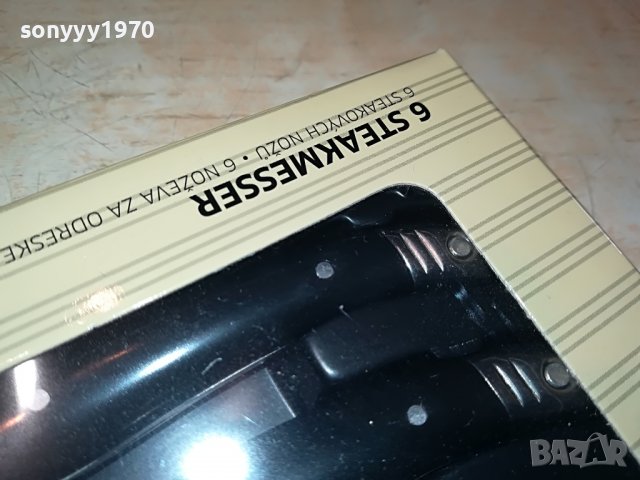 sonyyy1970
6 STEAKMESSER
6 STEAKOVÝCH NOŽŮ • 6 NOŽEVA ZA ODRESKE
BAZAR